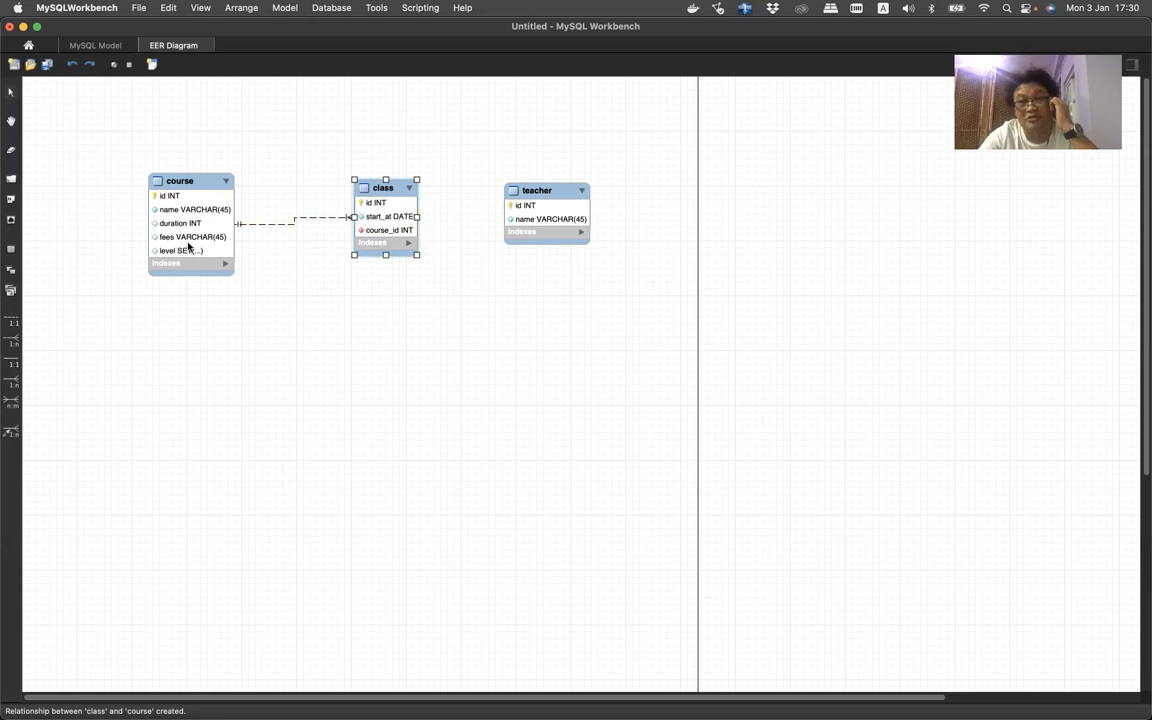 MySQLWorkbench File Edit View Arrange Model Database Tools Scripting Help A Mon 3 Jan 17:30
Untitled - MySQL Workbench
MySQL Model EER Diagram
course
id INT
name VARCHAR(45)
duration INT
fees VARCHAR(45)
level SET(...)
Indexes
class
id INT
start_at DATE
course_id INT
Indexes
teacher
id INT
name VARCHAR(45)
Indexes
1:1
1:n
1:1
1:n
n:m
1:n
Relationship between 'class' and 'course' created.